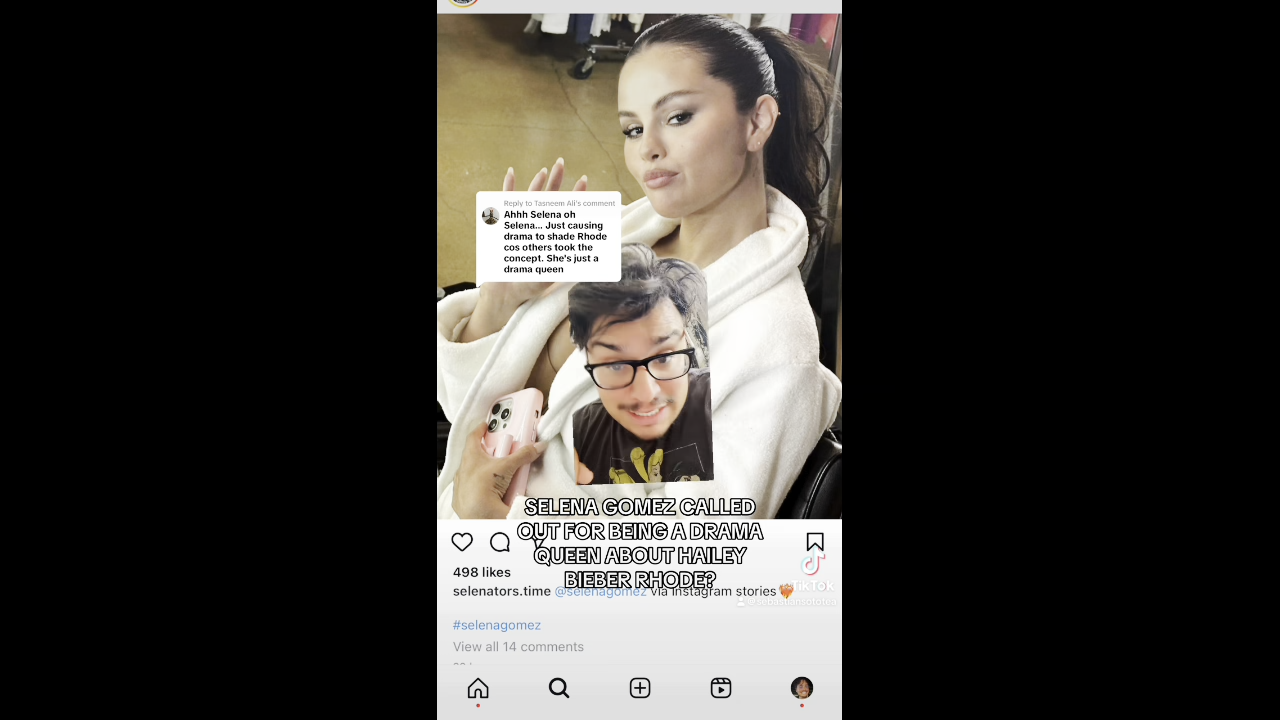 Reply to Tasneem Ali's comment
Ahhh Selena oh
Selena... Just causing
drama to shade Rhode
cos others took the
concept. She's just a
drama queen
SELENA GOMEZ CALLED
OUT FOR BEING A DRAMA
QUEEN ABOUT HAILEY
BIEBER RHODE?
498 likes
selenators.time @selenagomez via Instagram stories
TikTok
#selenagomez
View all 14 comments